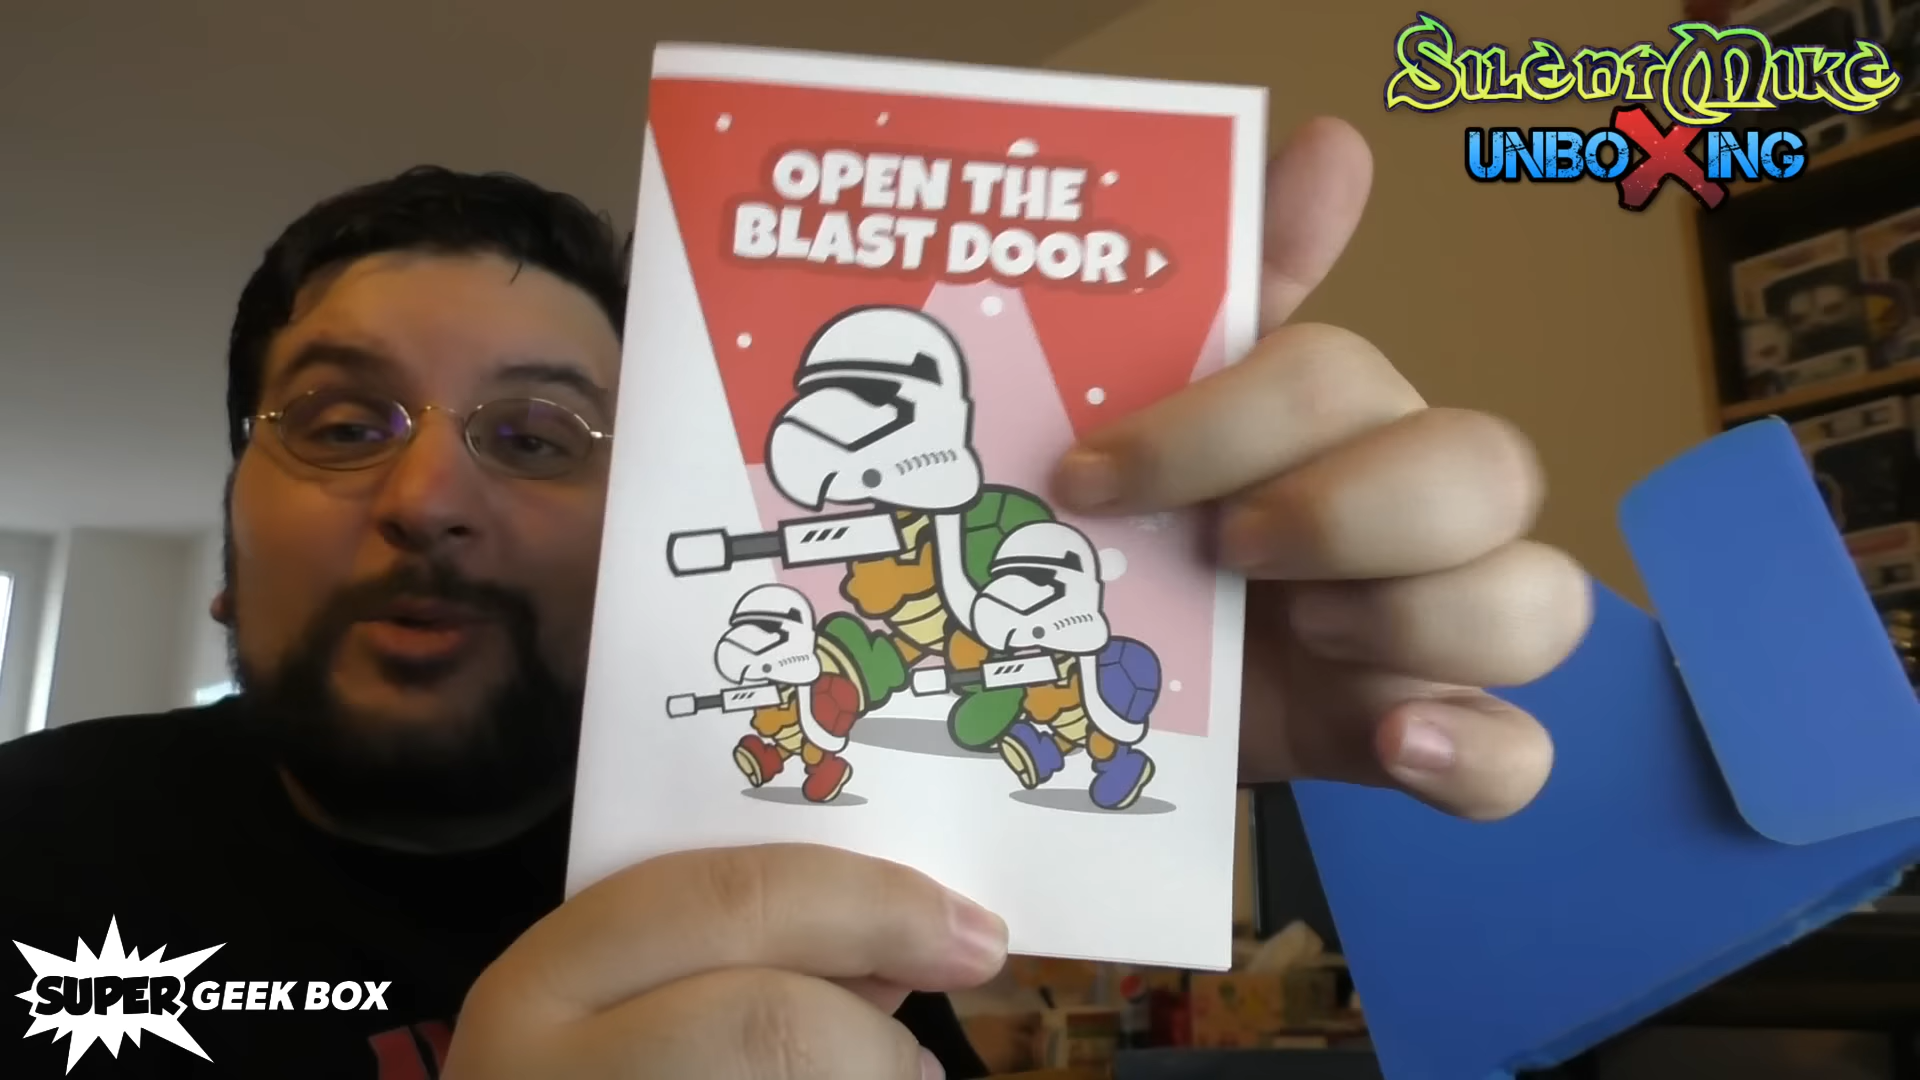 SilentMike
UNBOXING
OPEN THE
BLAST DOOR
SUPER GEEK BOX